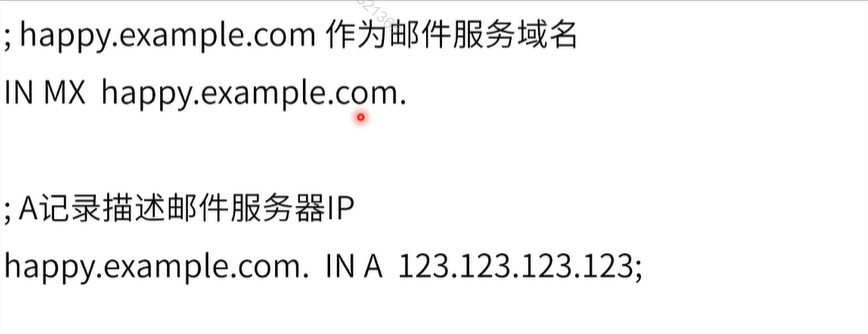 ; happy.example.com 作为邮件服务域名
IN MX happy.example.com.
; A记录描述邮件服务器IP
happy.example.com. IN A 123.123.123.123;